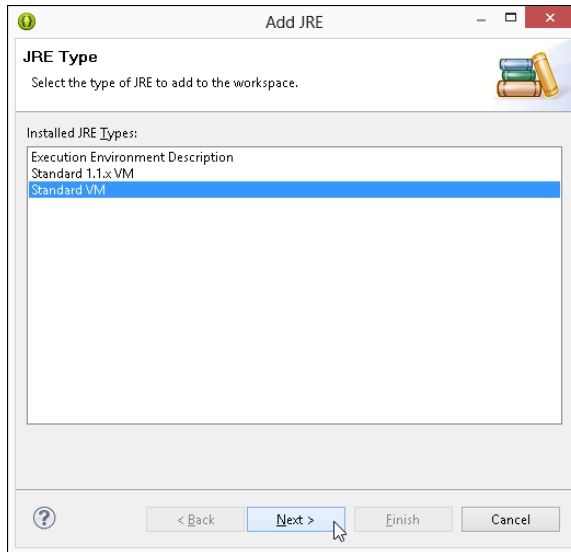 Add JRE
JRE Type
Select the type of JRE to add to the workspace.
Installed JRE Types:
Execution Environment Description
Standard 1.1.x VM
Standard VM
< Back
Next >
Finish
Cancel